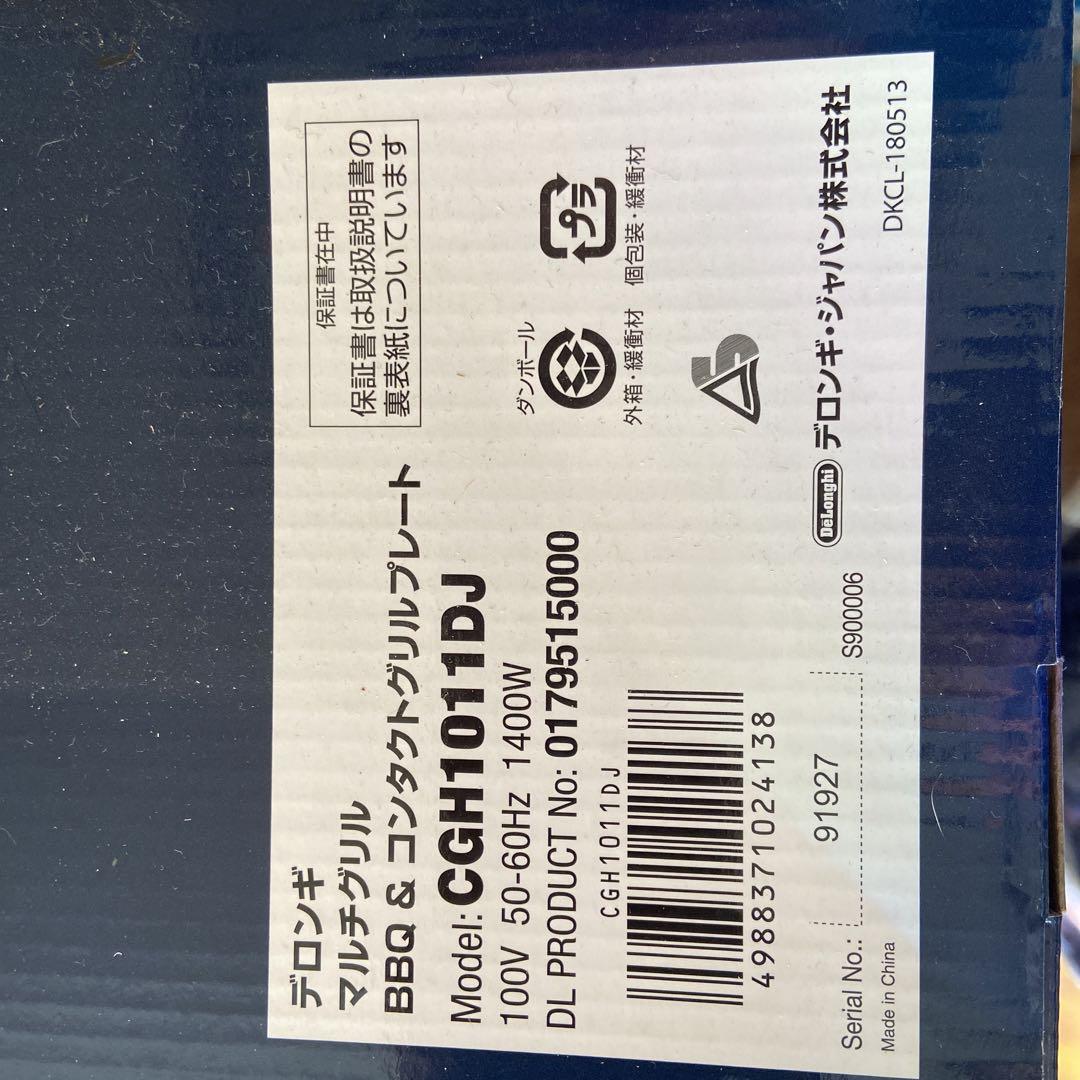 デロンギ
マルチグリル
BBQ & コンタクトグリルプレート
Model: CGH1011DJ
100V 50-60Hz 1400W
DL PRODUCT No: 0179515000
CGH1011DJ
4988371024138
Serial No.: 91927 S900006
Made in China
保証書在中
保証書は取扱説明書の
裏表紙についています
ダンボール
外箱・緩衝材
プラ
個包装・緩衝材
DeLonghi デロンギ・ジャパン株式会社
DKCL-180513